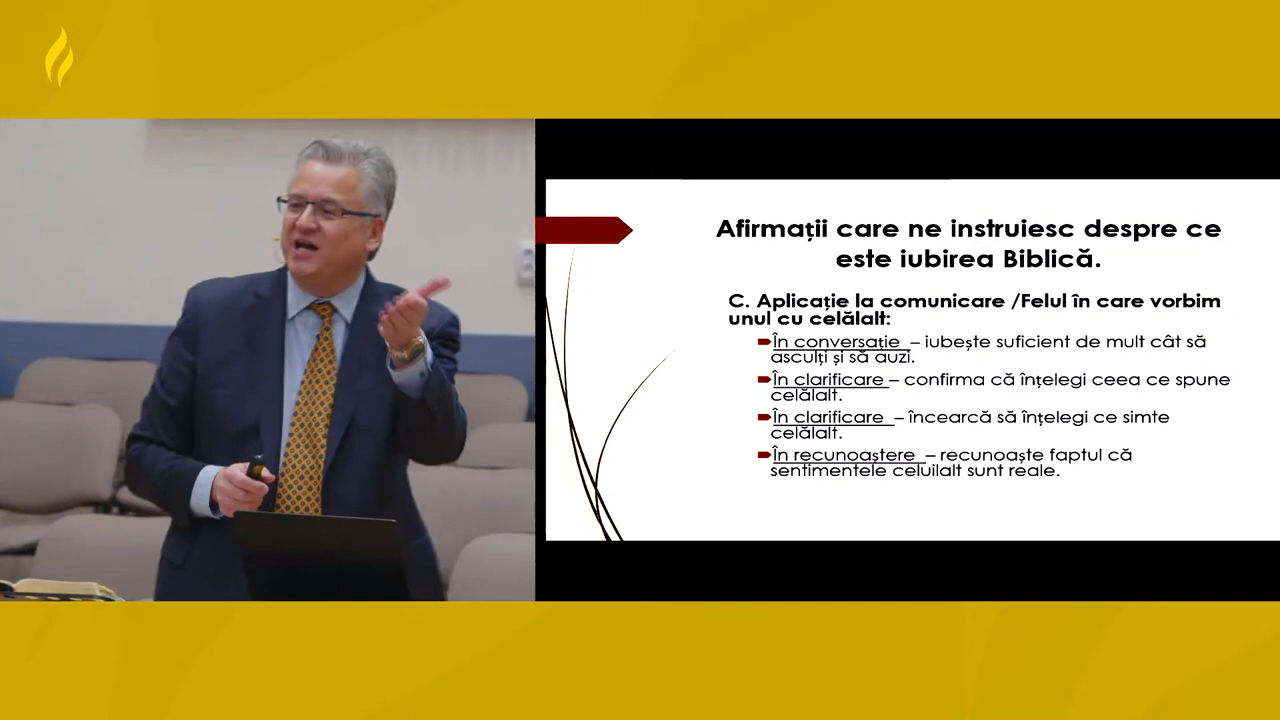 Afirmații care ne instruiesc despre ce
este iubirea Biblică.
C. Aplicație la comunicare /Felul în care vorbim
unul cu celălalt:
În conversație – iubește suficient de mult cât să
asculți și să auzi.
În clarificare – confirma că înțelegi ceea ce spune
celălalt.
În clarificare – încearcă să înțelegi ce simte
celălalt.
În recunoaștere – recunoaște faptul că
sentimentele celuilalt sunt reale.